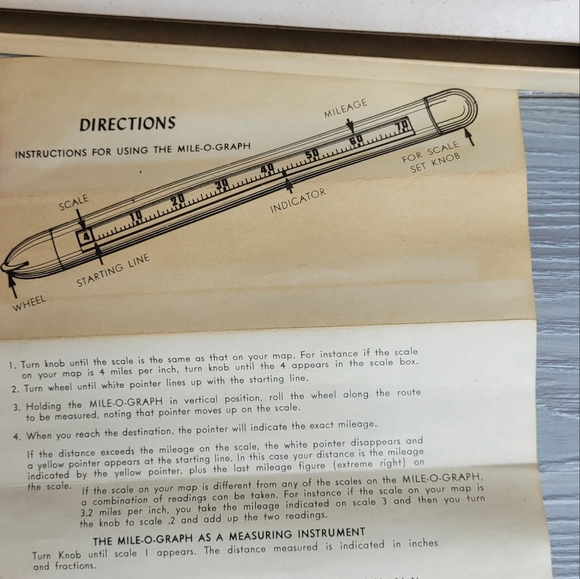 DIRECTIONS
INSTRUCTIONS FOR USING THE MILE-O-GRAPH
MILEAGE
FOR SCALE
SET KNOB
SCALE
4 10 20 30 40 50 60 70
INDICATOR
STARTING LINE
WHEEL
1. Turn knob until the scale is the same as that on your map. For instance if the scale
on your map is 4 miles per inch, turn knob until the 4 appears in the scale box.
2. Turn wheel until white pointer lines up with the starting line.
3. Holding the MILE-O-GRAPH in vertical position, roll the wheel along the route
to be measured, noting that pointer moves up on the scale.
4. When you reach the destination, the pointer will indicate the exact mileage.
If the distance exceeds the mileage on the scale, the white pointer disappears and
a yellow pointer appears at the starting line. In this case your distance is the mileage
indicated by the yellow pointer, plus the last mileage figure (extreme right) on
the scale.
If the scale on your map is different from any of the scales on the MILE-O-GRAPH,
a combination of readings can be taken. For instance if the scale on your map is
3.2 miles per inch, you take the mileage indicated on scale 3 and then you turn
the knob to scale .2 and add up the two readings.
THE MILE-O-GRAPH AS A MEASURING INSTRUMENT
Turn Knob until scale 1 appears. The distance measured is indicated in inches
and fractions.